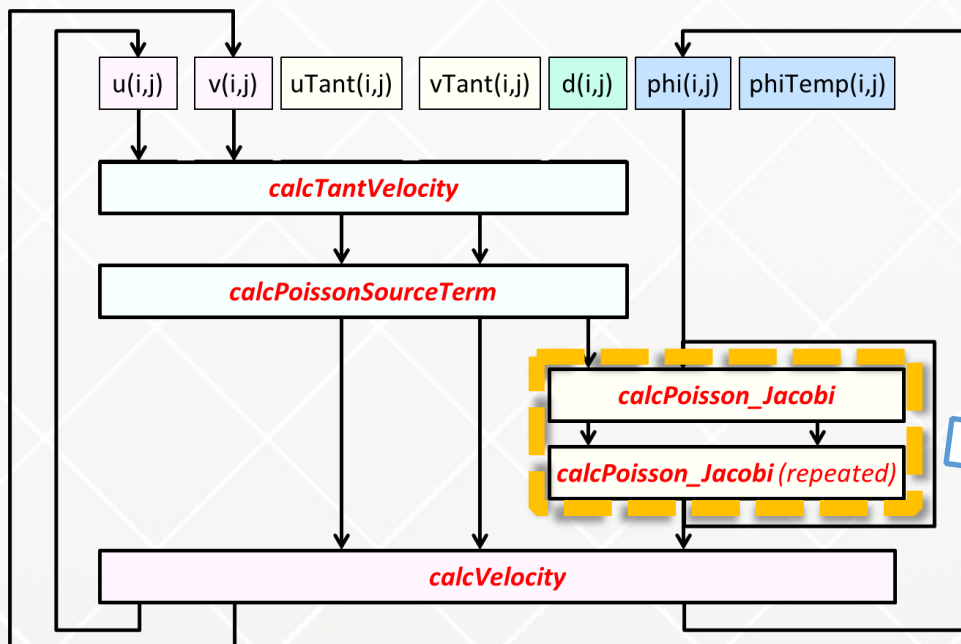 u(i,j) v(i,j) uTant(i,j) vTant(i,j) d(i,j) phi(i,j) phiTemp(i,j)
calcTantVelocity
calcPoissonSourceTerm
calcPoisson_Jacobi
calcPoisson_Jacobi (repeated)
calcVelocity